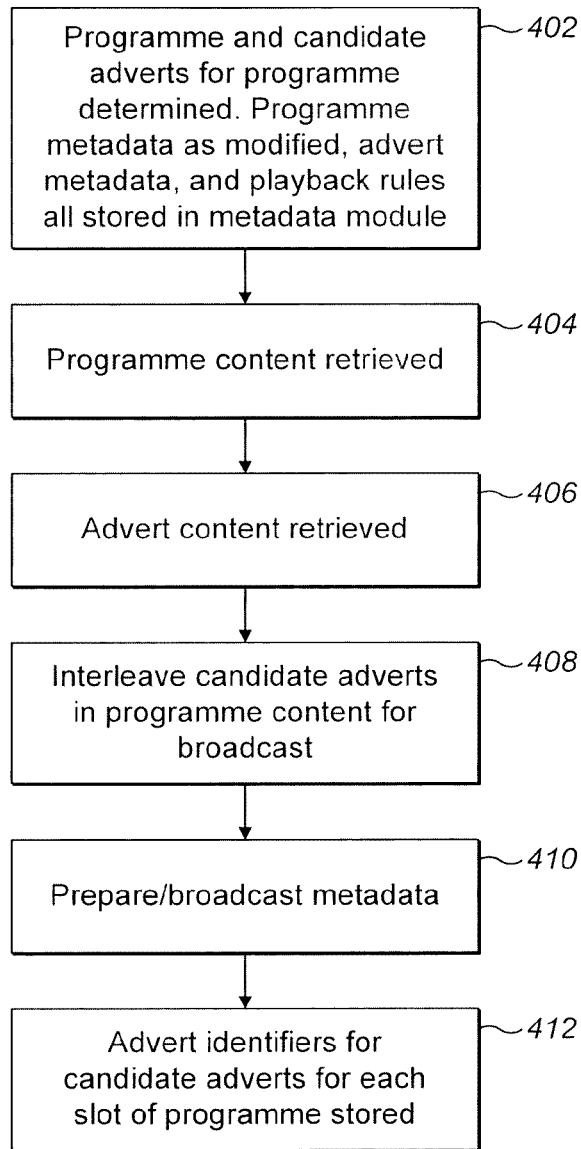 Programme and candidate
adverts for programme
determined. Programme
metadata as modified, advert
metadata, and playback rules
all stored in metadata module
402
Programme content retrieved
404
Advert content retrieved
406
Interleave candidate adverts
in programme content for
broadcast
408
Prepare/broadcast metadata
410
Advert identifiers for
candidate adverts for each
slot of programme stored
412